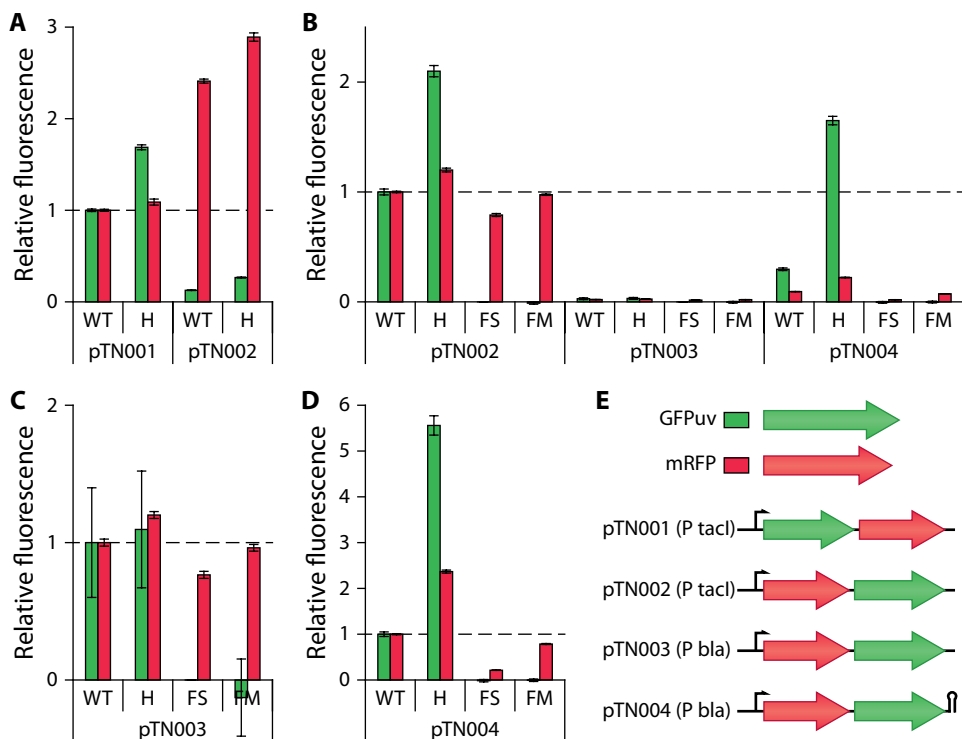 A
Relative fluorescence
3
2
1
0
WT H WT H
pTN001 pTN002
B
Relative fluorescence
2
1
0
WT H FS FM WT H FS FM WT H FS FM
pTN002 pTN003 pTN004
C
Relative fluorescence
2
1
0
WT H FS FM
pTN003
D
Relative fluorescence
6
5
4
3
2
1
0
WT H FS FM
pTN004
E
GFPuv
mRFP
pTN001 (P tacI)
pTN002 (P tacI)
pTN003 (P bla)
pTN004 (P bla)